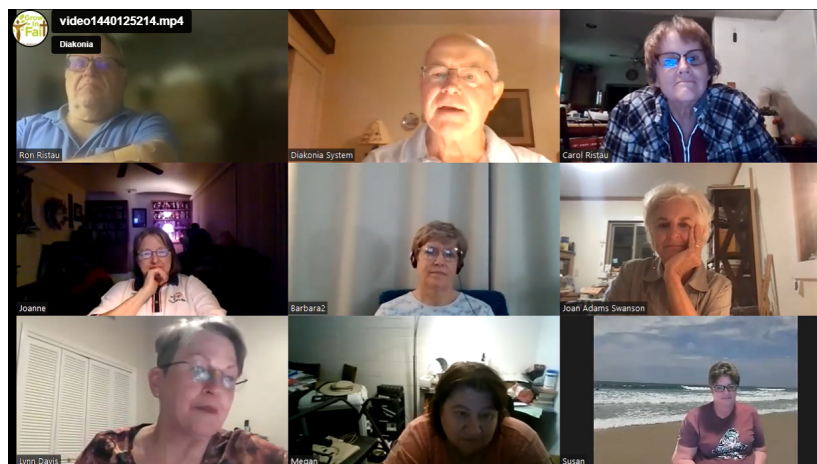 Grow
In
Fai
video1440125214.mp4
Diakonia
Ron Ristau
Diakonia System
Carol Ristau
Joanne
Barbara2
Joan Adams Swanson
Lynn Davis
Megan
Susan